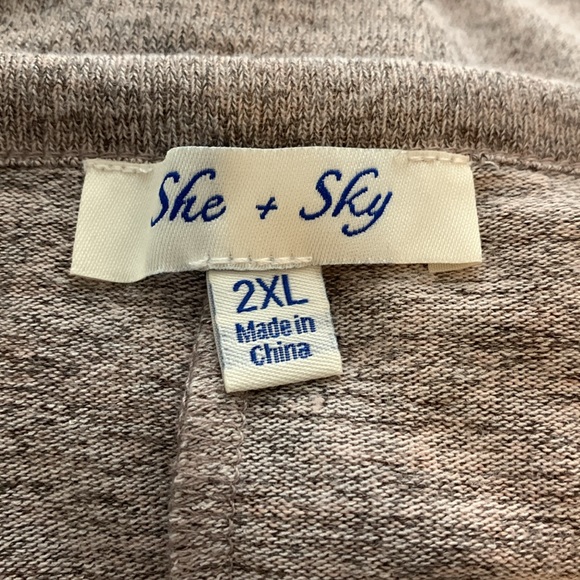 She + Sky
2XL
Made in
China